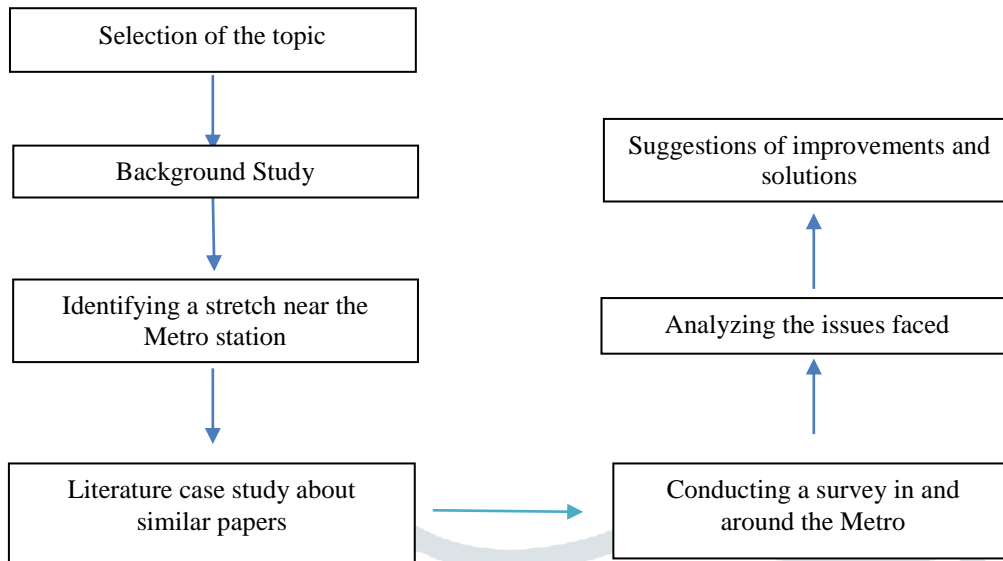 Selection of the topic
Background Study
Identifying a stretch near the
Metro station
Literature case study about
similar papers
Conducting a survey in and
around the Metro
Analyzing the issues faced
Suggestions of improvements and
solutions